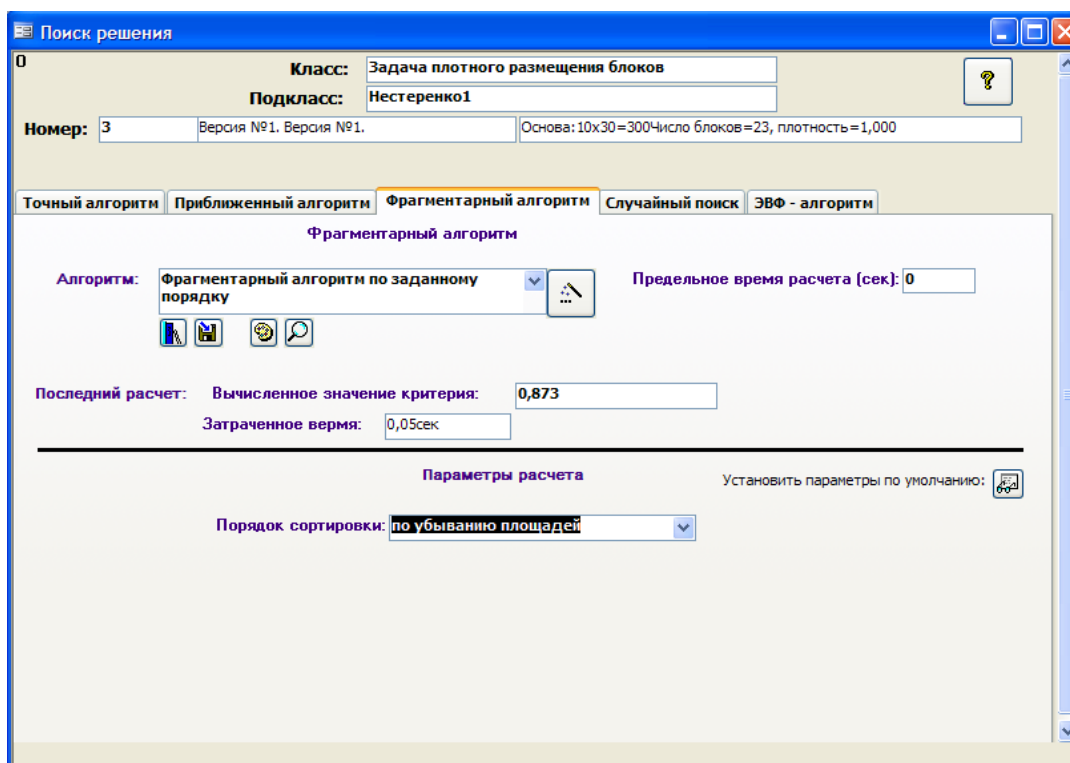 Поиск решения
0
Класс: Задача плотного размещения блоков
Подкласс: Нестеренко1
Номер: 3 Версия №1. Версия №1. Основа:10x30=300Число блоков=23, плотность=1,000
Точный алгоритм Приближенный алгоритм Фрагментарный алгоритм Случайный поиск ЭВФ - алгоритм
Фрагментарный алгоритм
Алгоритм: Фрагментарный алгоритм по заданному
порядку
Предельное время расчета (сек): 0
Последний расчет: Вычисленное значение критерия: 0,873
Затраченное вермя: 0,05сек
Параметры расчета
Установить параметры по умолчанию:
Порядок сортировки: по убыванию площадей